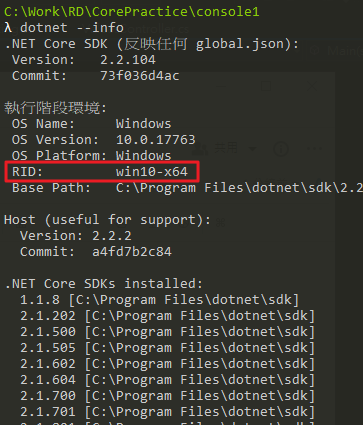 C:\Work\RD\CorePractice\console1
λ dotnet --info
.NET Core SDK (反映任何 global.json):
Version: 2.2.104
Commit: 73f036d4ac
執行階段環境:
OS Name: Windows
OS Version: 10.0.17763
OS Platform: Windows
RID: win10-x64
Base Path: C:\Program Files\dotnet\sdk\2.2
Host (useful for support):
Version: 2.2.2
Commit: a4fd7b2c84
.NET Core SDKs installed:
1.1.8 [C:\Program Files\dotnet\sdk]
2.1.202 [C:\Program Files\dotnet\sdk]
2.1.500 [C:\Program Files\dotnet\sdk]
2.1.505 [C:\Program Files\dotnet\sdk]
2.1.602 [C:\Program Files\dotnet\sdk]
2.1.604 [C:\Program Files\dotnet\sdk]
2.1.700 [C:\Program Files\dotnet\sdk]
2.1.701 [C:\Program Files\dotnet\sdk]